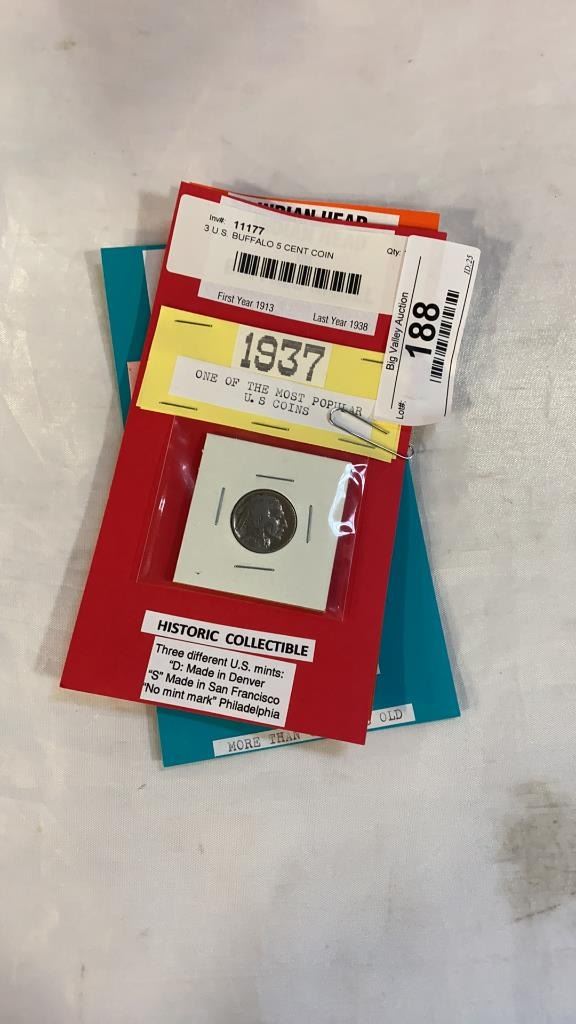 INDIAN HEAD
Inv#: 11177
Qty:
3 U.S. BUFFALO 5 CENT COIN
First Year 1913
Last Year 1938
Lot#: 188
Big Valley Auction
ID:25
1937
ONE OF THE MOST POPULAR
U.S COINS
HISTORIC COLLECTIBLE
Three different U.S. mints:
"D: Made in Denver
"S" Made in San Francisco
"No mint mark" Philadelphia
MORE THAN OLD